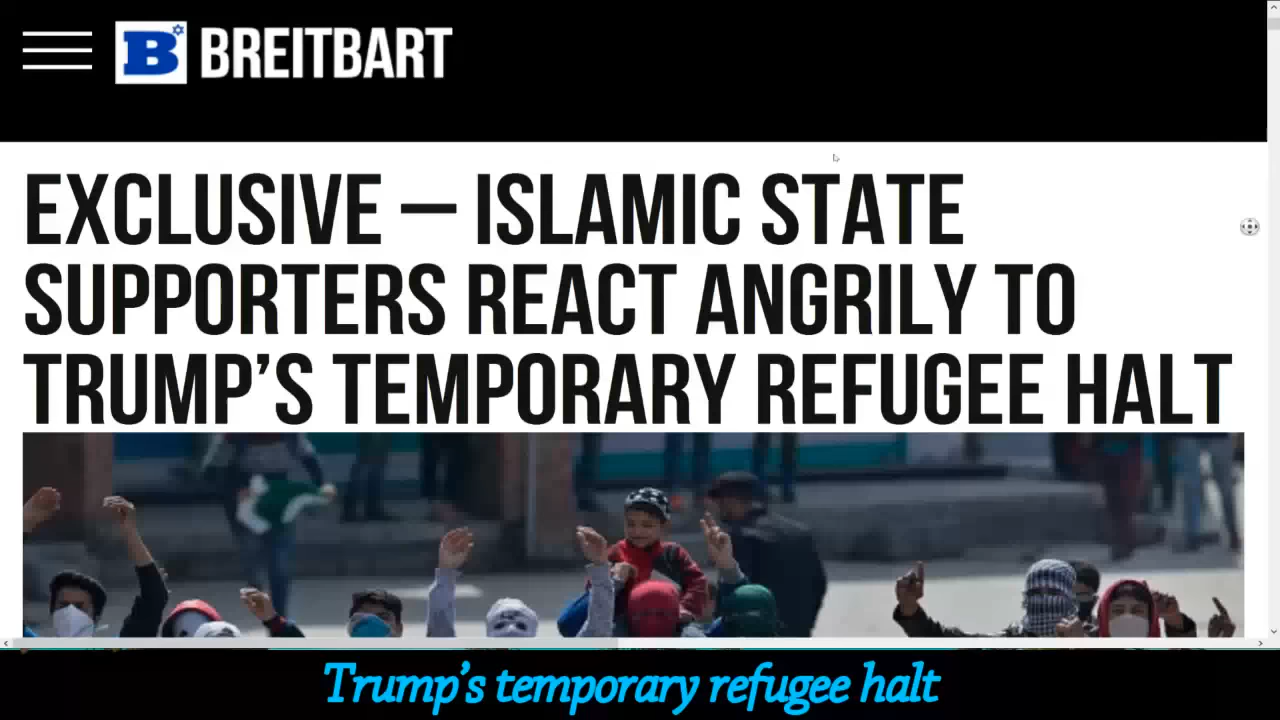 B BREITBART
EXCLUSIVE – ISLAMIC STATE
SUPPORTERS REACT ANGRILY TO
TRUMP’S TEMPORARY REFUGEE HALT
Trump’s temporary refugee halt